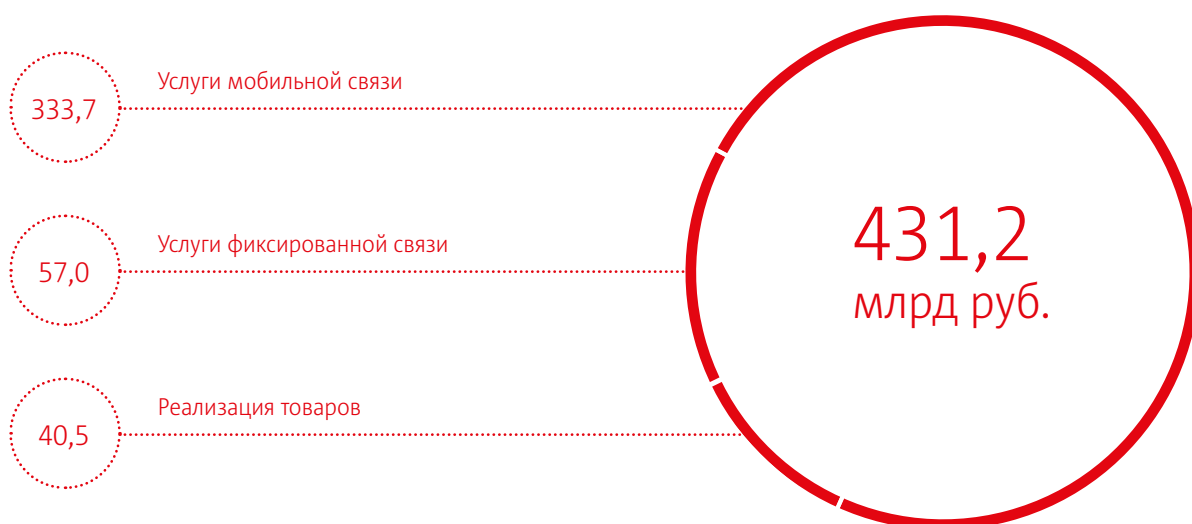 Услуги мобильной связи
333,7
Услуги фиксированной связи
57,0
Реализация товаров
40,5
431,2
млрд руб.